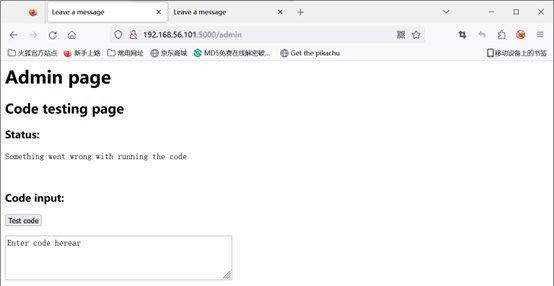 Leave a message
Leave a message
192.168.56.101:5000/admin
火狐官方站点 新手上路 常用网址 京东商城 MD5免费在线解密破... Get the pikachu 移动设备上的书签
Admin page
Code testing page
Status:
Something went wrong with running the code
Code input:
Test code
Enter code herear